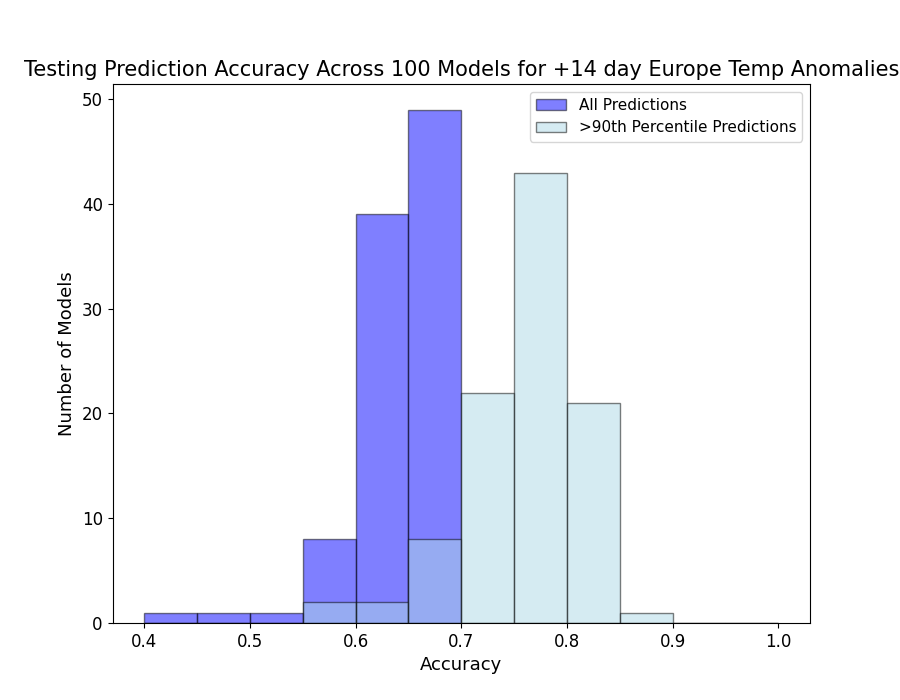 Testing Prediction Accuracy Across 100 Models for +14 day Europe Temp Anomalies
All Predictions
>90th Percentile Predictions
50
40
30
20
10
0
Number of Models
0.4 0.5 0.6 0.7 0.8 0.9 1.0
Accuracy